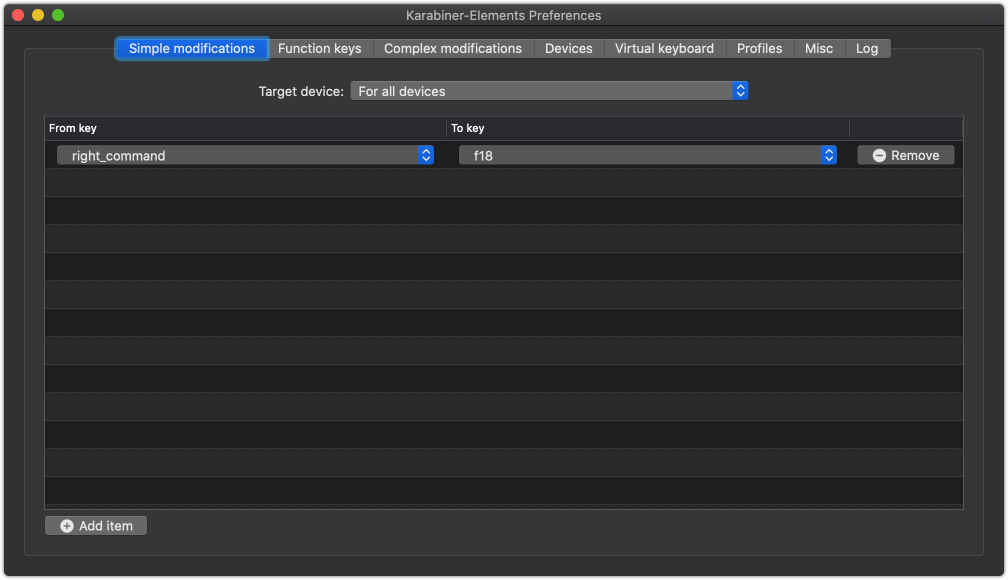 Karabiner-Elements Preferences
Simple modifications Function keys Complex modifications Devices Virtual keyboard Profiles Misc Log
Target device: For all devices
From key To key
right_command f18 Remove
Add item